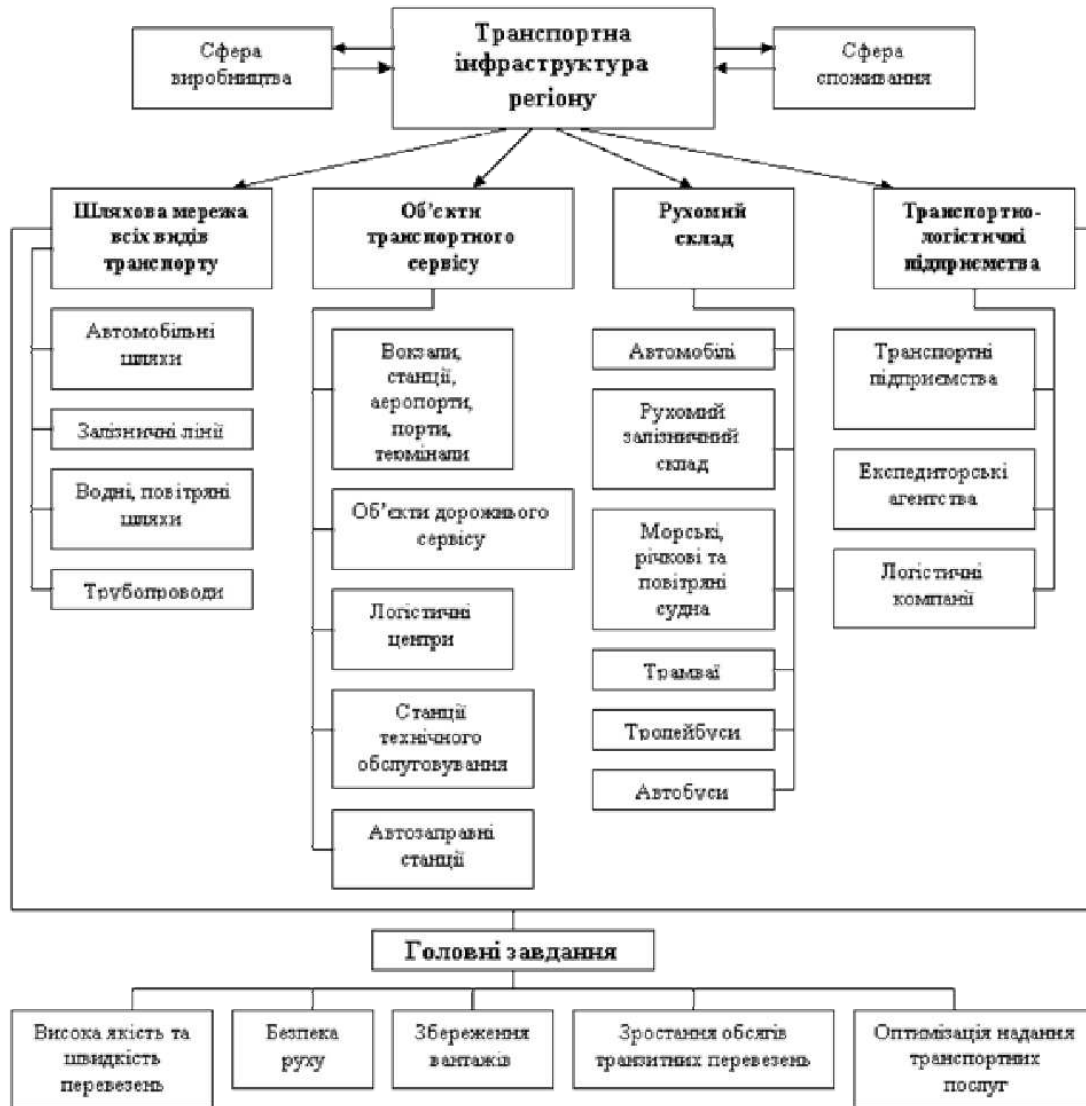 Сфера
виробництва
Транспортна
інфраструктура
регіону
Сфера
споживання
Шляхова мережа
всіх видів
транспорту
Об’єкти
транспортного
сервісу
Рухомий
склад
Транспортно-
логістичні
підприємства
Автомобільні
шляхи
Залізничні лінії
Водні, повітряні
шляхи
Трубопроводи
Вокзали,
станції,
аеропорти,
порти,
термінали
Об’єкти дорожнього
сервісу
Логістичні
центри
Станції
технічного
обслуговування
Автозаправні
станції
Автомобілі
Рухомий
залізничний
склад
Морські,
річкові та
повітряні
судна
Трамваї
Тролейбуси
Автобуси
Транспортні
підприємства
Експедиторські
агентства
Логістичні
компанії
Головні завдання
Висока якість та
швидкість
перевезень
Безпека
руху
Збереження
вантажів
Зростання обсягів
транзитних перевезень
Оптимізація надання
транспортних
послуг